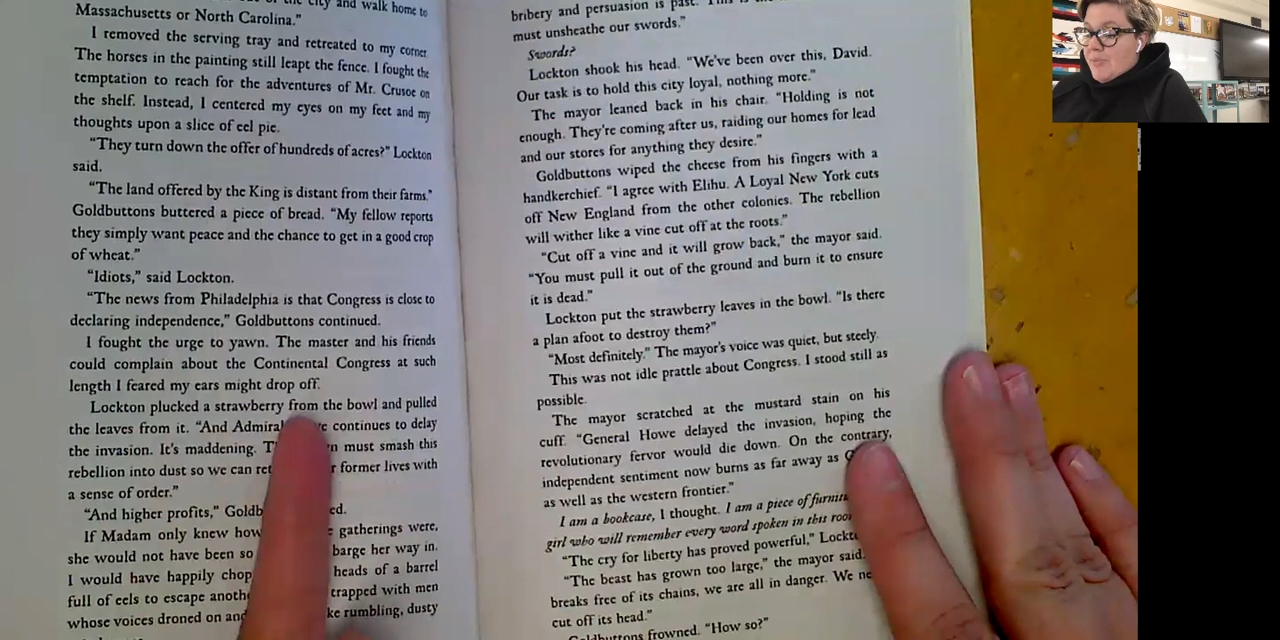 the city and walk home to
Massachusetts or North Carolina."
I removed the serving tray and retreated to my corner.
The horses in the painting still leapt the fence. I fought the
temptation to reach for the adventures of Mr. Crusoe on
the shelf. Instead, I centered my eyes on my feet and my
thoughts upon a slice of eel pie.
"They turn down the offer of hundreds of acres?" Lockton
said.
"The land offered by the King is distant from their farms."
Goldbuttons buttered a piece of bread. "My fellow reports
they simply want peace and the chance to get in a good crop
of wheat."
"Idiots," said Lockton.
"The news from Philadelphia is that Congress is close to
declaring independence," Goldbuttons continued.
I fought the urge to yawn. The master and his friends
could complain about the Continental Congress at such
length I feared my ears might drop off.
Lockton plucked a strawberry from the bowl and pulled
the leaves from it. "And Admiral continues to delay
the invasion. It's maddening. must smash this
rebellion into dust so we can former lives with
a sense of order."
"And higher profits,"
If Madam only knew how gatherings were,
she would not have been so barge her way in.
I would have happily heads of a barrel
full of eels to escape trapped with men
whose voices droned on rumbling, dusty
bribery and persuasion is past.
must unsheathe our swords."
Swords?
Lockton shook his head. "We've been over this, David.
Our task is to hold this city loyal, nothing more."
The mayor leaned back in his chair. "Holding is not
enough. They're coming after us, raiding our homes for lead
and our stores for anything they desire."
Goldbuttons wiped the cheese from his fingers with a
handkerchief. "I agree with Elihu. A Loyal New York cuts
off New England from the other colonies. The rebellion
will wither like a vine cut off at the roots."
"Cut off a vine and it will grow back," the mayor said.
"You must pull it out of the ground and burn it to ensure
it is dead."
Lockton put the strawberry leaves in the bowl. "Is there
a plan afoot to destroy them?"
"Most definitely." The mayor's voice was quiet, but steely.
This was not idle prattle about Congress. I stood still as
possible.
The mayor scratched at the mustard stain on his
cuff. "General Howe delayed the invasion, hoping the
revolutionary fervor would die down. On the contrary,
independent sentiment now burns as far away as
as well as the western frontier."
I am a bookcase, I thought. I am a piece of
girl who will remember every word spoken in this
"The cry for liberty has proved powerful,"
"The beast has grown too large," the mayor said.
breaks free of its chains, we are all in danger. We
cut off its head."
Goldbuttons frowned. "How so?"